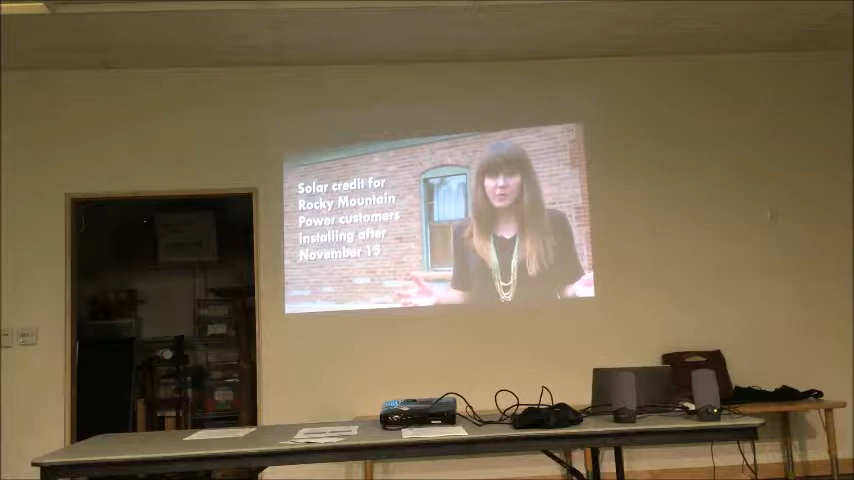 Solar credit for
Rocky Mountain
Power customers
installing after
November 15